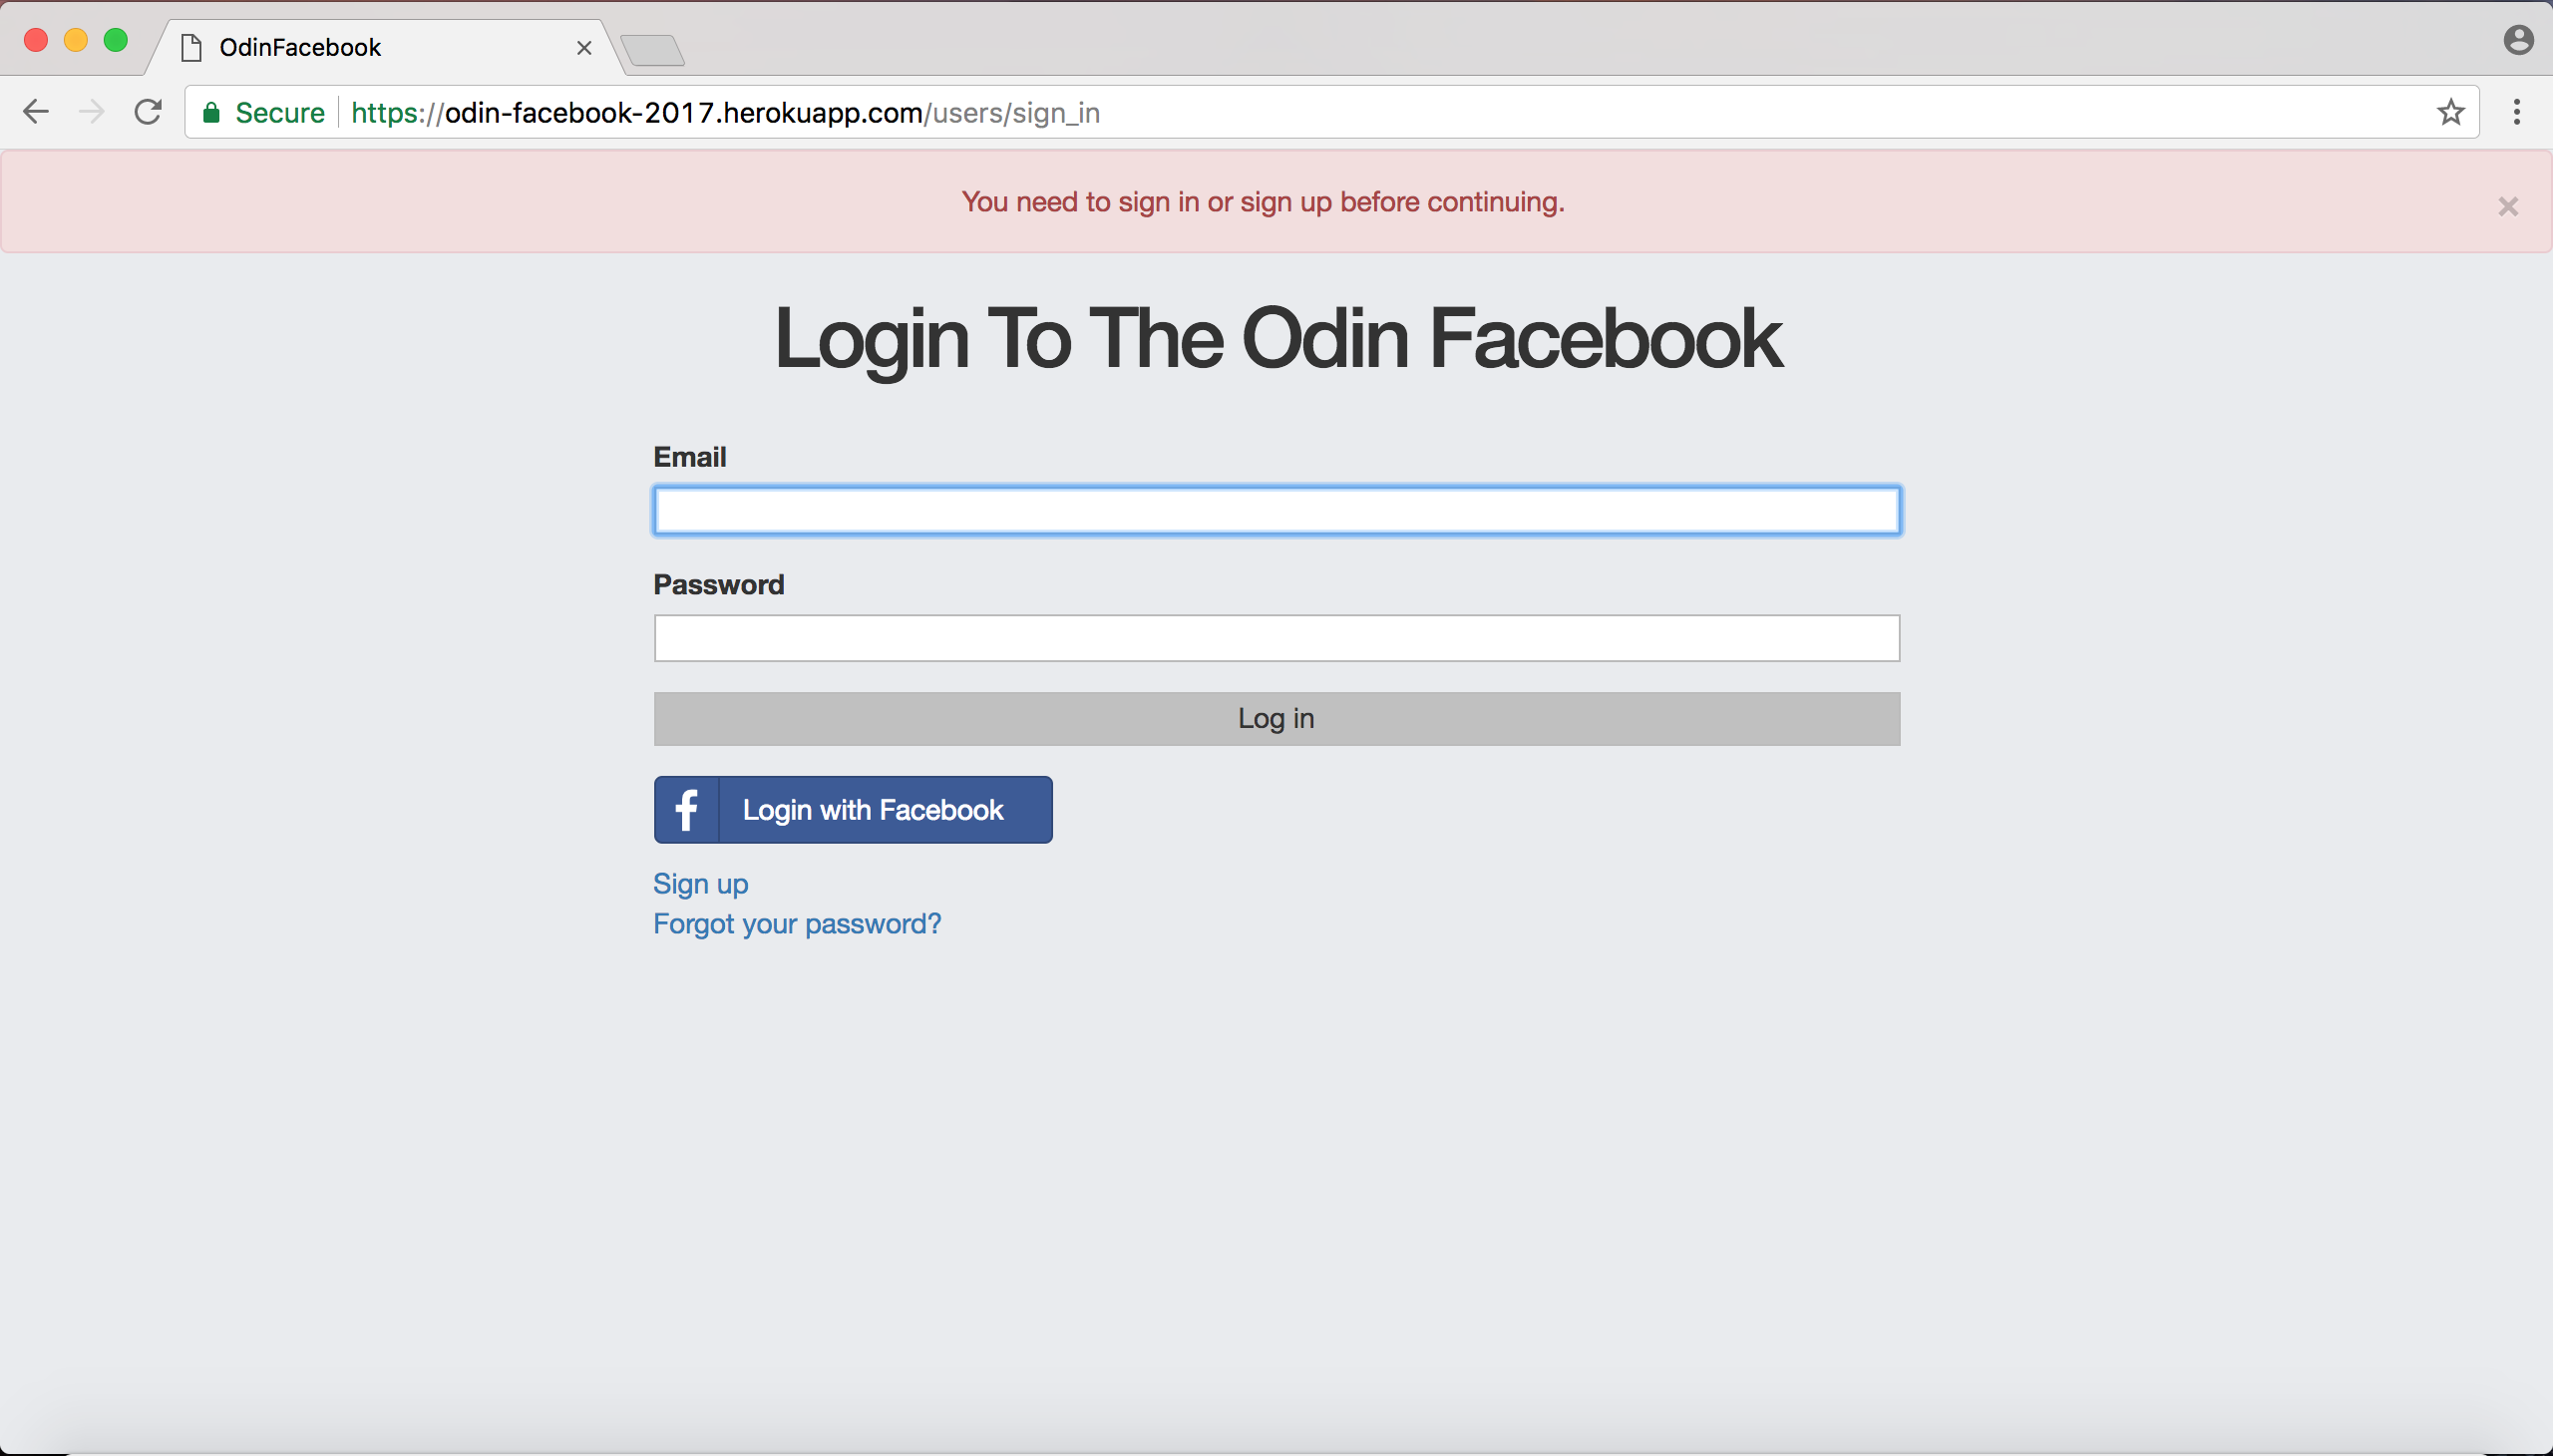 OdinFacebook
Secure https://odin-facebook-2017.herokuapp.com/users/sign_in
You need to sign in or sign up before continuing.
Login To The Odin Facebook
Email
Password
Log in
Login with Facebook
Sign up
Forgot your password?